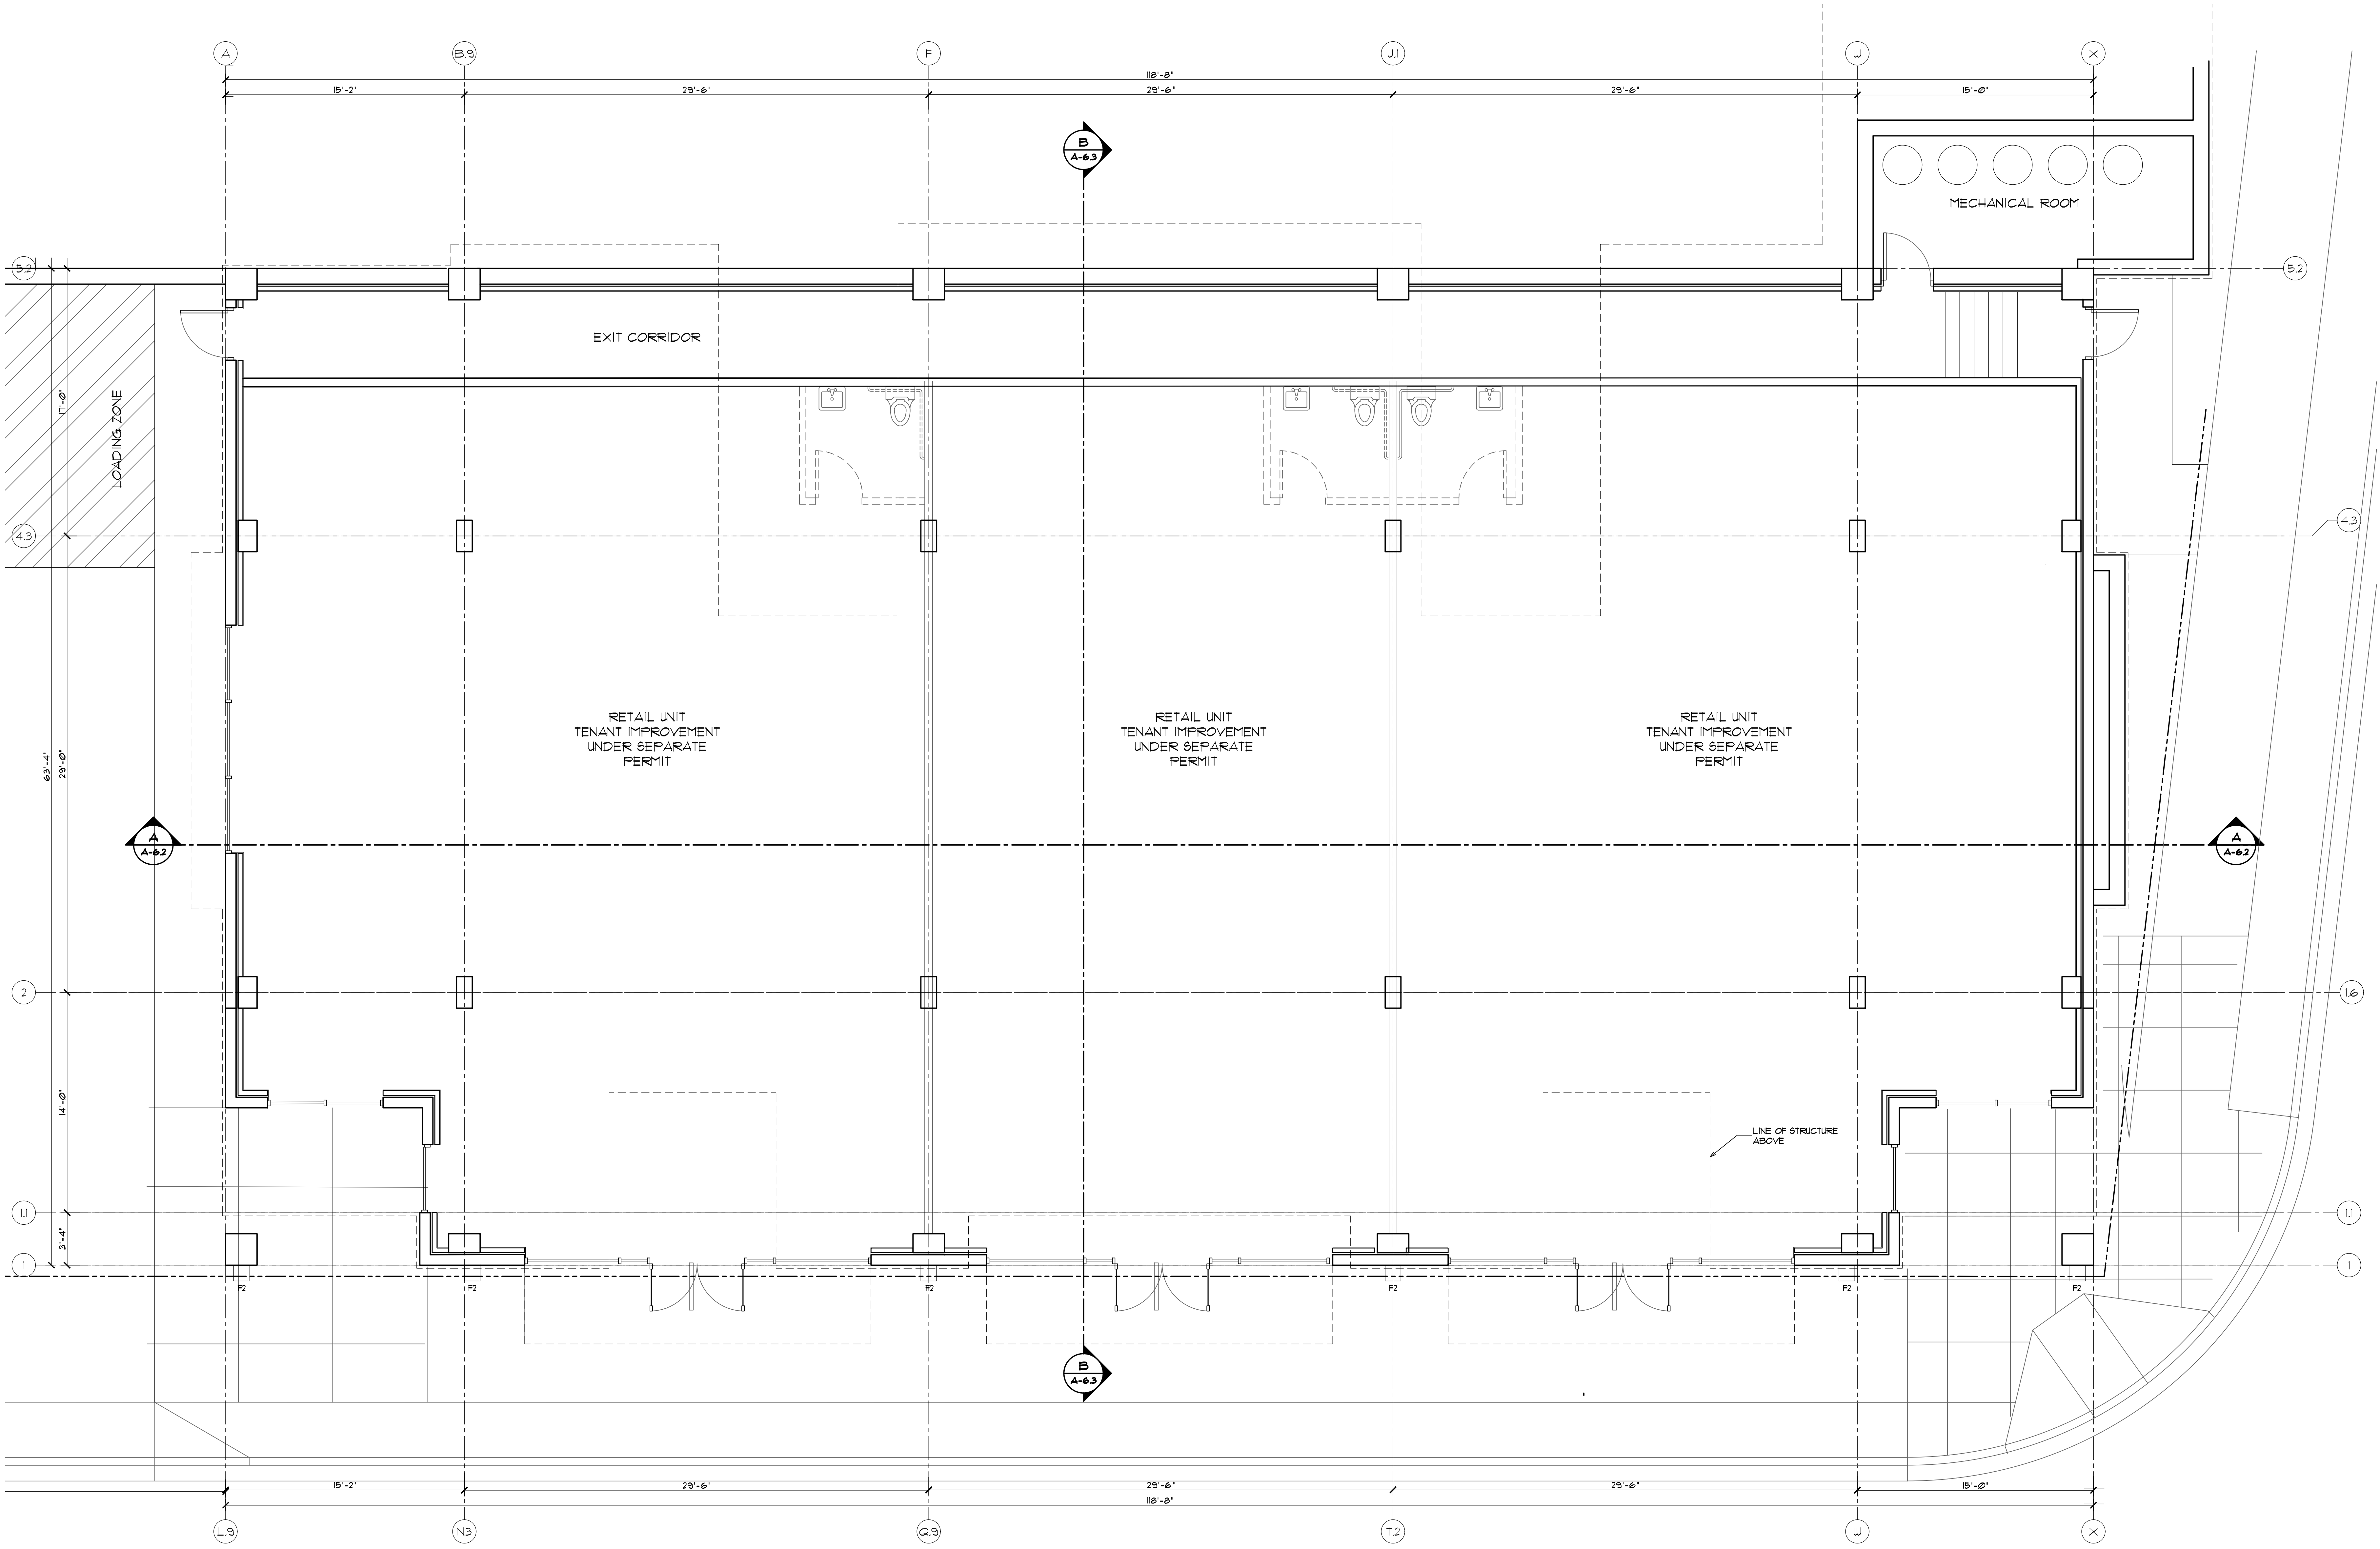 A B.9 F J.1 W X
118'-8"
15'-2" 29'-6" 29'-6" 29'-6" 15'-0"
B
A-6.3
MECHANICAL ROOM
5.2 5.2
EXIT CORRIDOR
LOADING ZONE
17'-0"
4.3 4.3
RETAIL UNIT
TENANT IMPROVEMENT
UNDER SEPARATE
PERMIT
RETAIL UNIT
TENANT IMPROVEMENT
UNDER SEPARATE
PERMIT
RETAIL UNIT
TENANT IMPROVEMENT
UNDER SEPARATE
PERMIT
63'-4"
29'-0"
A
A-6.2
A
A-6.2
2 1.6
14'-0"
LINE OF STRUCTURE
ABOVE
1.1 1.1
3'-4"
1 1
F2 F2 F2 F2 F2 F2
B
A-6.3
15'-2" 29'-6" 29'-6" 29'-6" 15'-0"
118'-8"
L.9 N.3 Q.9 T.2 W X